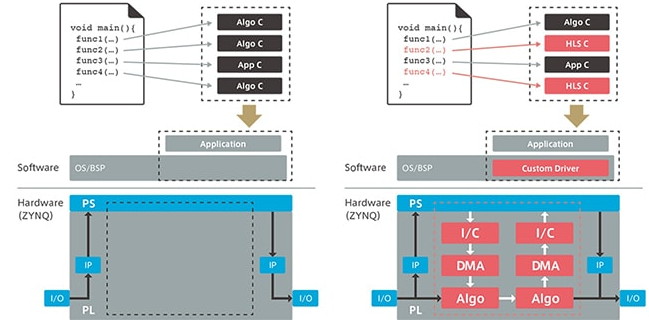 void main(){
func1(…)
func2(…)
func3(…)
func4(…)
…
}
Algo C
Algo C
App C
Algo C
Application
Software
OS/BSP
Hardware
(ZYNQ)
PS
IP
IP
I/O
I/O
PL
void main(){
func1(…)
func2(…)
func3(…)
func4(…)
…
}
Algo C
HLS C
App C
HLS C
Application
Software
OS/BSP
Custom Driver
Hardware
(ZYNQ)
PS
I/C
I/C
IP
DMA
DMA
IP
I/O
Algo
Algo
I/O
PL